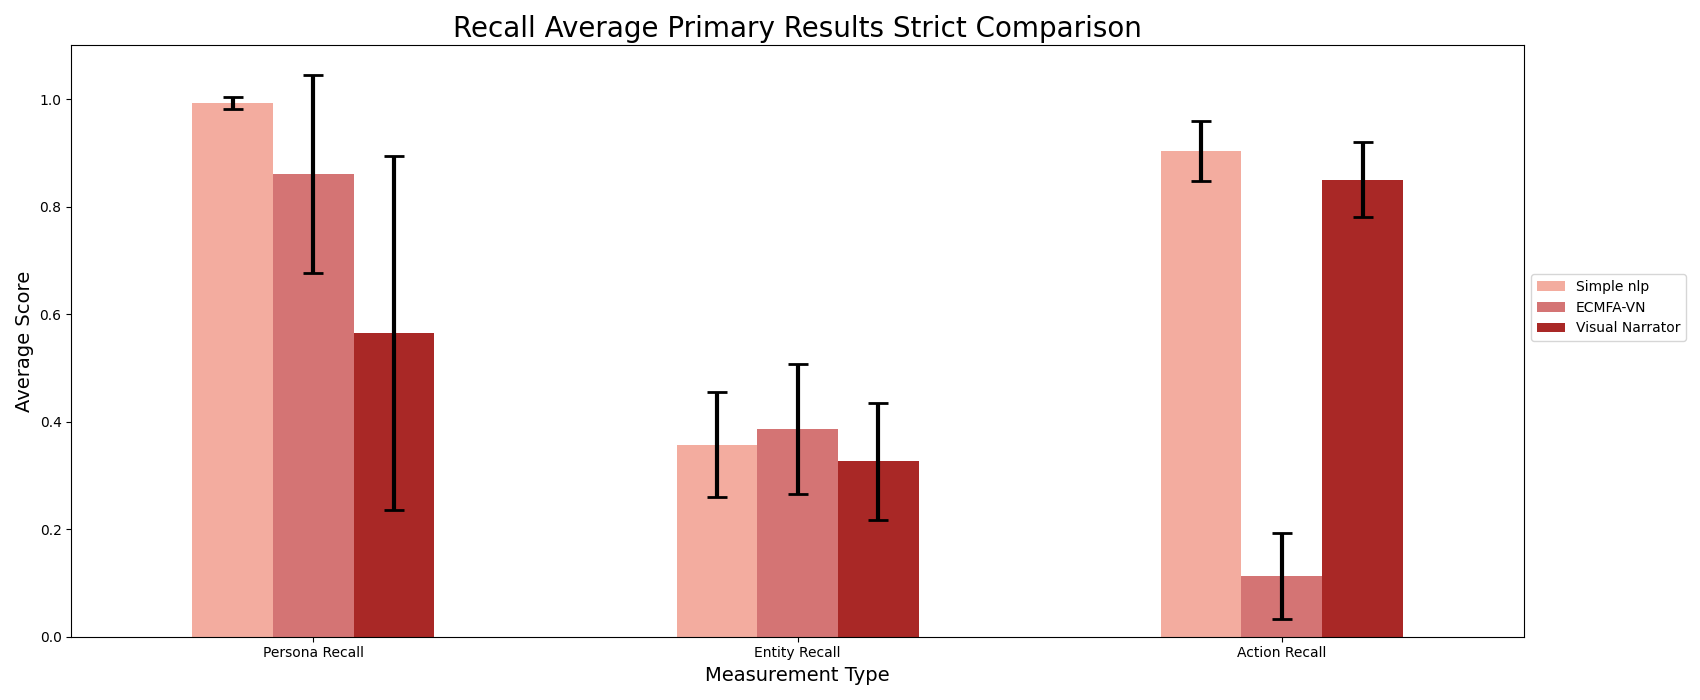 Recall Average Primary Results Strict Comparison
1.0
0.8
0.6
0.4
0.2
0.0
Average Score
Persona Recall
Entity Recall
Action Recall
Measurement Type
Simple nlp
ECMFA-VN
Visual Narrator